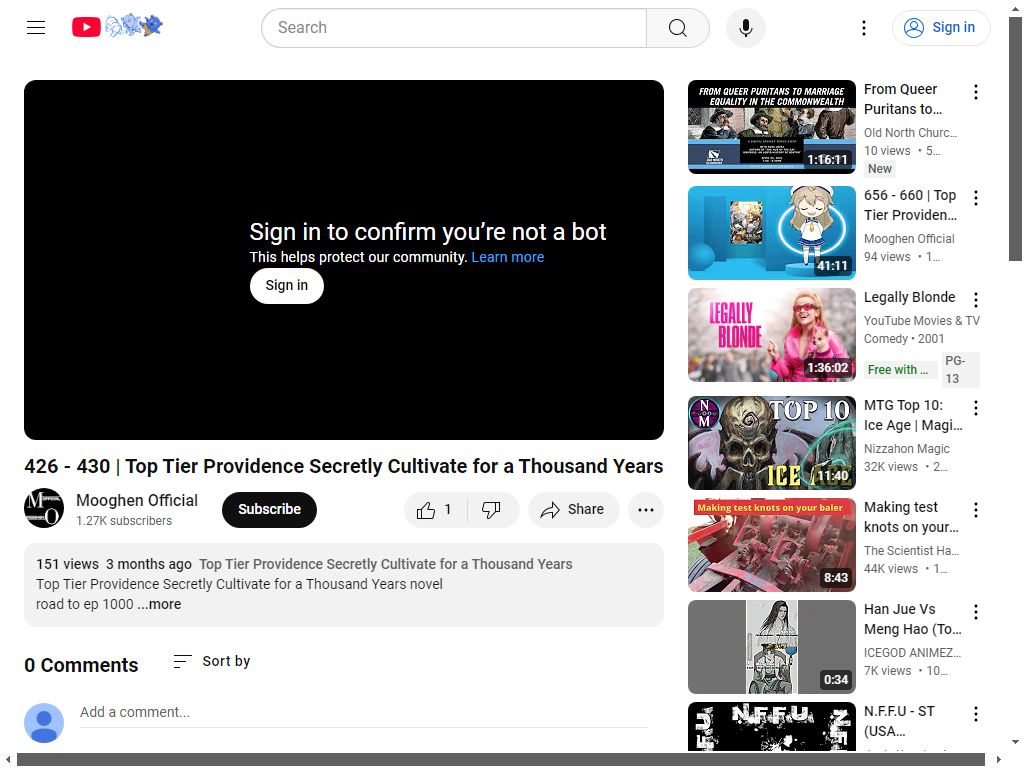 Search
Sign in
Sign in to confirm you’re not a bot
This helps protect our community. Learn more
Sign in
426 - 430 | Top Tier Providence Secretly Cultivate for a Thousand Years
Mooghen Official
1.27K subscribers
Subscribe
1
Share
151 views 3 months ago Top Tier Providence Secretly Cultivate for a Thousand Years
Top Tier Providence Secretly Cultivate for a Thousand Years novel
road to ep 1000 ...more
0 Comments
Sort by
Add a comment...
FROM QUEER PURITANS TO MARRIAGE
EQUALITY IN THE COMMONWEALTH
1:16:11
From Queer
Puritans to…
Old North Churc…
10 views • 5…
New
41:11
656 - 660 | Top
Tier Providen…
Mooghen Official
94 views • 1…
LEGALLY
BLONDE
1:36:02
Legally Blonde
YouTube Movies & TV
Comedy • 2001
Free with ...
PG-
13
TOP 10
ICE AGE
11:40
MTG Top 10:
Ice Age | Magi…
Nizzahon Magic
32K views • 2…
Making test knots on your baler
8:43
Making test
knots on your…
The Scientist Ha…
44K views • 1…
0:34
Han Jue Vs
Meng Hao (To…
ICEGOD ANIMEZ…
7K views • 10…
N.F.F.U
N.F.F.U - ST
(USA…